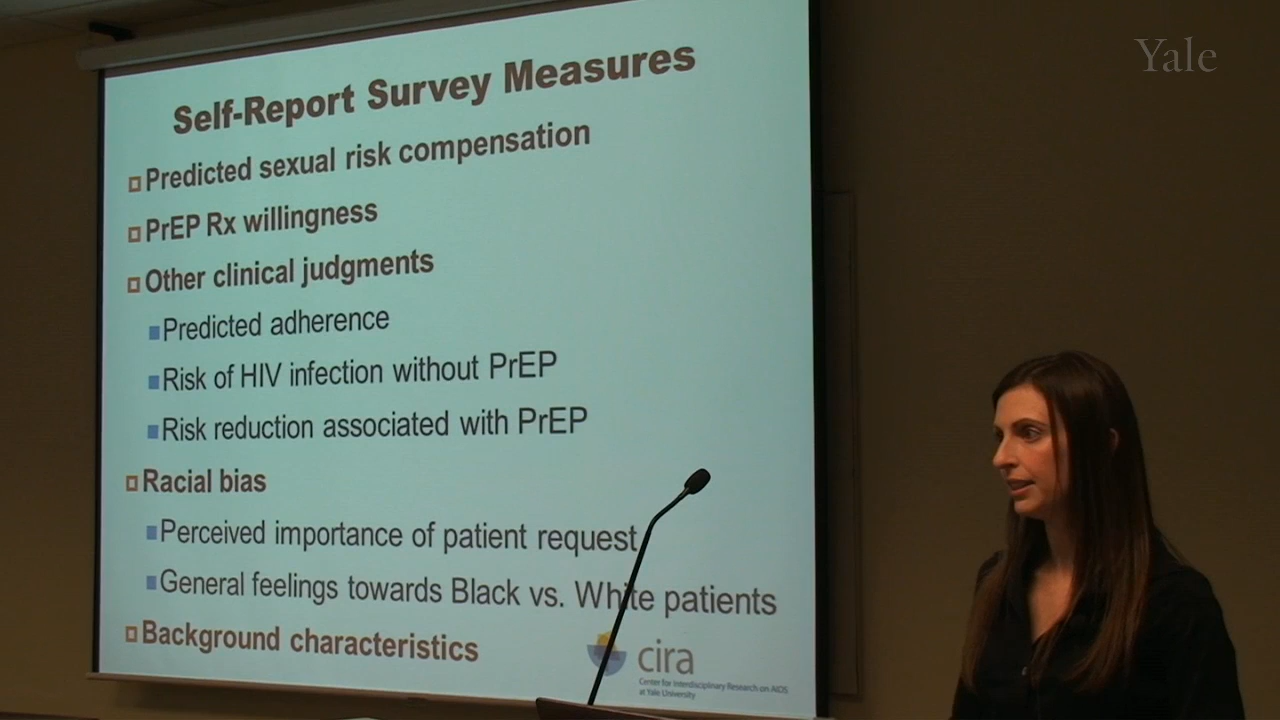 Yale
Self-Report Survey Measures
Predicted sexual risk compensation
PrEP Rx willingness
Other clinical judgments
Predicted adherence
Risk of HIV infection without PrEP
Risk reduction associated with PrEP
Racial bias
Perceived importance of patient request
General feelings towards Black vs. White patients
Background characteristics
cira
Center for Interdisciplinary Research on AIDS
at Yale University